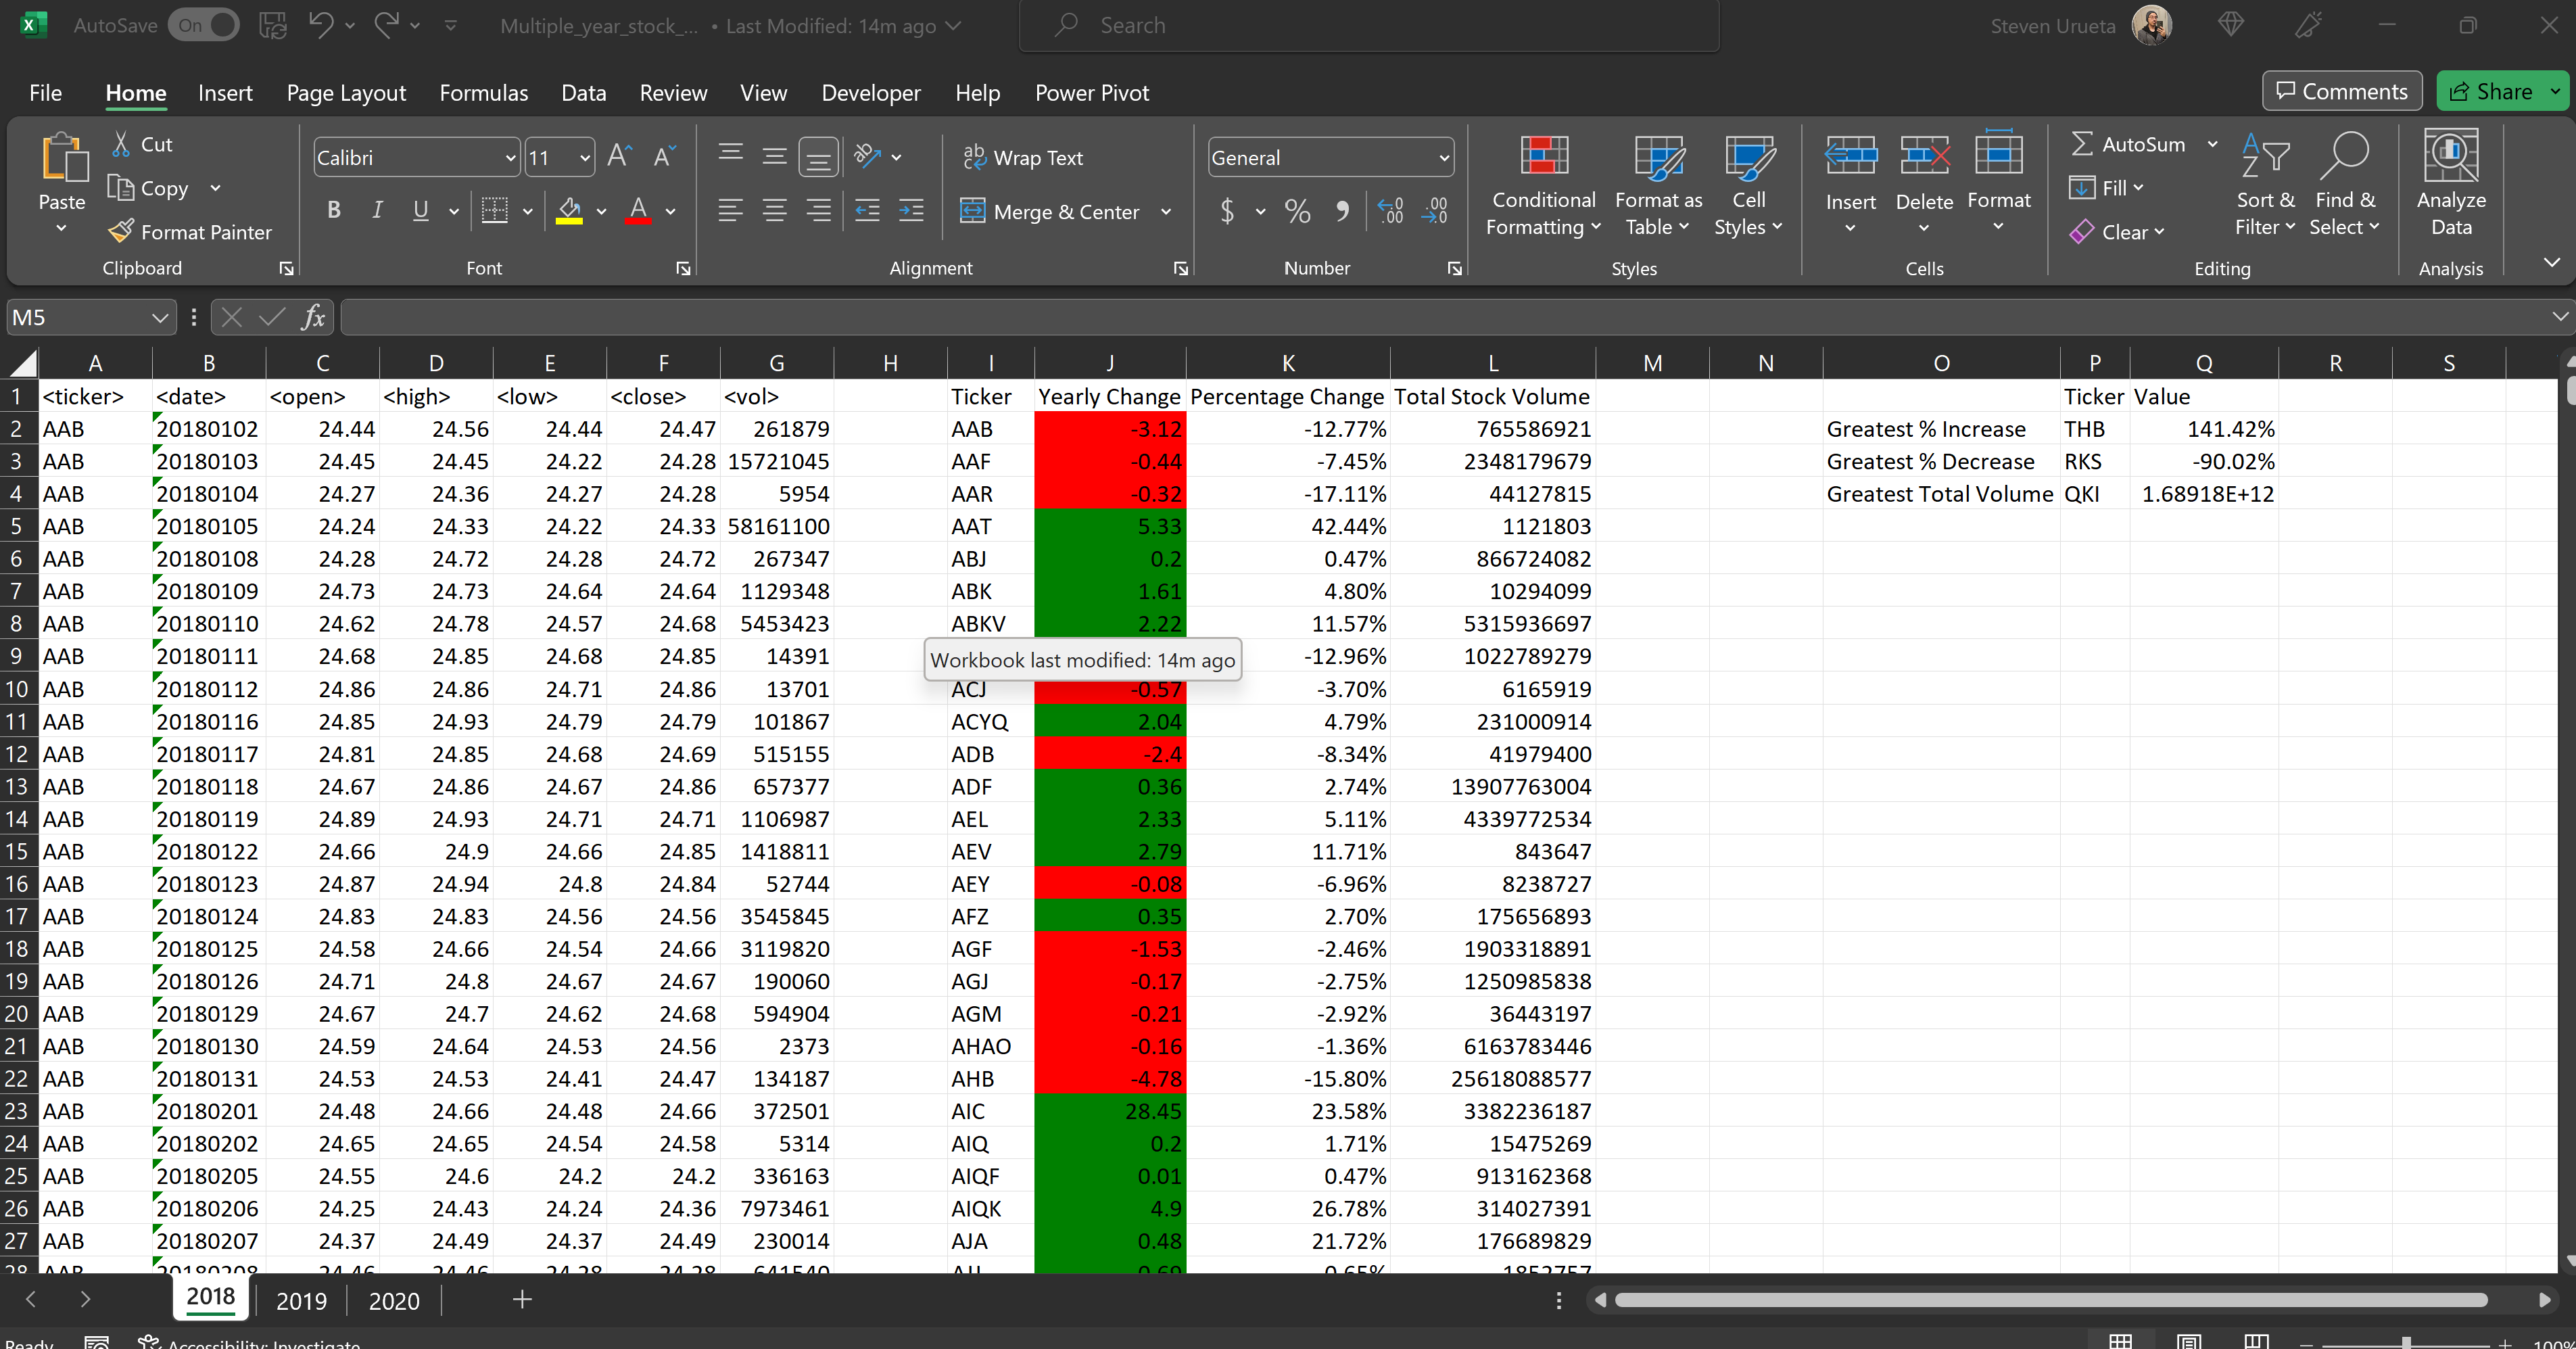 AutoSave On Multiple_year_stock_... • Last Modified: 14m ago Search Steven Urueta
File Home Insert Page Layout Formulas Data Review View Developer Help Power Pivot Comments Share
Paste Cut Copy Format Painter Clipboard
Calibri 11 B I U Font
Wrap Text Merge & Center Alignment
General $ % Number
Conditional Formatting Format as Table Cell Styles Styles
Insert Delete Format Cells
AutoSum Fill Clear Sort & Filter Find & Select Editing
Analyze Data Analysis
M5 fx
A B C D E F G H I J K L M N O P Q R S
1 <ticker> <date> <open> <high> <low> <close> <vol> Ticker Yearly Change Percentage Change Total Stock Volume Ticker Value
2 AAB 20180102 24.44 24.56 24.44 24.47 261879 AAB -3.12 -12.77% 765586921 Greatest % Increase THB 141.42%
3 AAB 20180103 24.45 24.45 24.22 24.28 15721045 AAF -0.44 -7.45% 2348179679 Greatest % Decrease RKS -90.02%
4 AAB 20180104 24.27 24.36 24.27 24.28 5954 AAR -0.32 -17.11% 44127815 Greatest Total Volume QKI 1.68918E+12
5 AAB 20180105 24.24 24.33 24.22 24.33 58161100 AAT 5.33 42.44% 1121803
6 AAB 20180108 24.28 24.72 24.28 24.72 267347 ABJ 0.2 0.47% 866724082
7 AAB 20180109 24.73 24.73 24.64 24.64 1129348 ABK 1.61 4.80% 10294099
8 AAB 20180110 24.62 24.78 24.57 24.68 5453423 ABKV 2.22 11.57% 5315936697
9 AAB 20180111 24.68 24.85 24.68 24.85 14391 Workbook last modified: 14m ago -12.96% 1022789279
10 AAB 20180112 24.86 24.86 24.71 24.86 13701 ACJ -0.57 -3.70% 6165919
11 AAB 20180116 24.85 24.93 24.79 24.79 101867 ACYQ 2.04 4.79% 231000914
12 AAB 20180117 24.81 24.85 24.68 24.69 515155 ADB -2.4 -8.34% 41979400
13 AAB 20180118 24.67 24.86 24.67 24.86 657377 ADF 0.36 2.74% 13907763004
14 AAB 20180119 24.89 24.93 24.71 24.71 1106987 AEL 2.33 5.11% 4339772534
15 AAB 20180122 24.66 24.9 24.66 24.85 1418811 AEV 2.79 11.71% 843647
16 AAB 20180123 24.87 24.94 24.8 24.84 52744 AEY -0.08 -6.96% 8238727
17 AAB 20180124 24.83 24.83 24.56 24.56 3545845 AFZ 0.35 2.70% 175656893
18 AAB 20180125 24.58 24.66 24.54 24.66 3119820 AGF -1.53 -2.46% 1903318891
19 AAB 20180126 24.71 24.8 24.67 24.67 190060 AGJ -0.17 -2.75% 1250985838
20 AAB 20180129 24.67 24.7 24.62 24.68 594904 AGM -0.21 -2.92% 36443197
21 AAB 20180130 24.59 24.64 24.53 24.56 2373 AHAO -0.16 -1.36% 6163783446
22 AAB 20180131 24.53 24.53 24.41 24.47 134187 AHB -4.78 -15.80% 25618088577
23 AAB 20180201 24.48 24.66 24.48 24.66 372501 AIC 28.45 23.58% 3382236187
24 AAB 20180202 24.65 24.65 24.54 24.58 5314 AIQ 0.2 1.71% 15475269
25 AAB 20180205 24.55 24.6 24.2 24.2 336163 AIQF 0.01 0.47% 913162368
26 AAB 20180206 24.25 24.43 24.24 24.36 7973461 AIQK 4.9 26.78% 314027391
27 AAB 20180207 24.37 24.49 24.37 24.49 230014 AJA 0.48 21.72% 176689829
28 AAB 20180208 24.46 24.46 24.28 24.28 0.69 0.65%
2018 2019 2020
Ready Accessibility: Investigate 100%